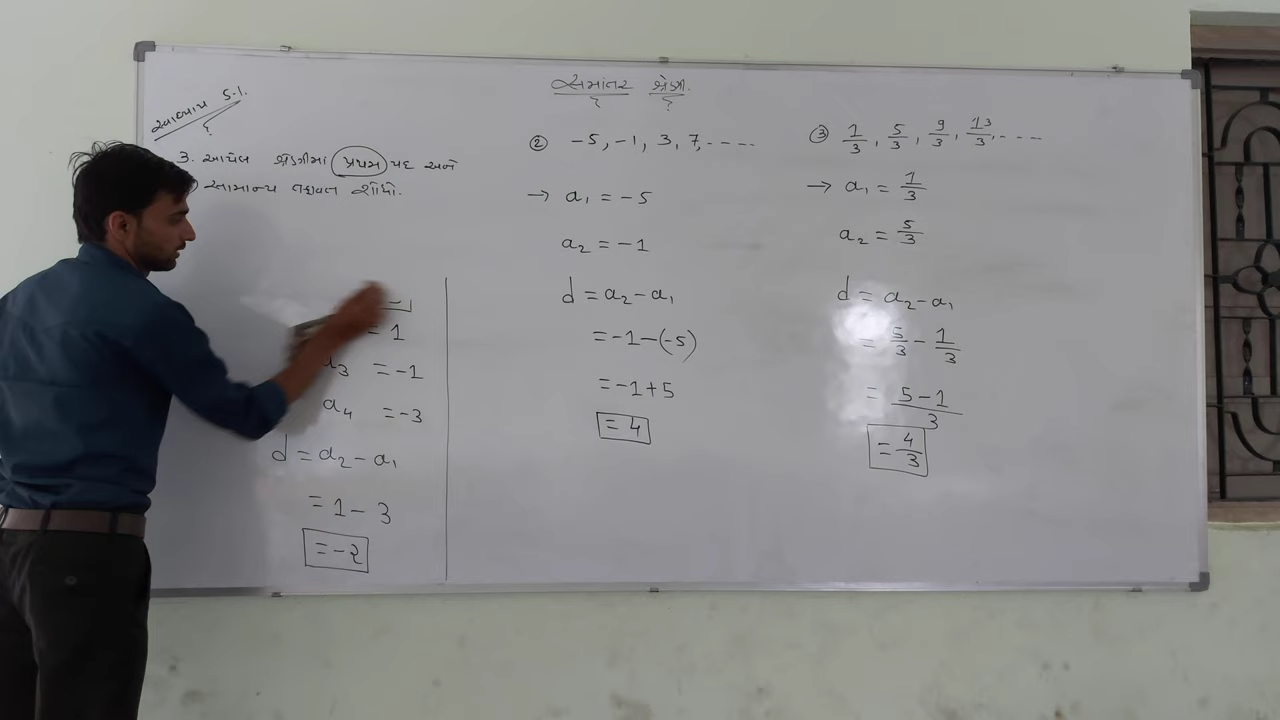 સમાંતર શ્રેણી.
સ્વાધ્યાય 5.1.
3. આપેલ શ્રેણીમાં પ્રથમ પદ અને
સામાન્ય તફાવત શોધો.
-1
= 1
a₃ = -1
a₄ = -3
d = a₂ - a₁
= 1 - 3
= -2
② -5, -1, 3, 7, ----
→ a₁ = -5
a₂ = -1
d = a₂ - a₁
= -1 - (-5)
= -1 + 5
= 4
③ 1/3, 5/3, 9/3, 13/3, ----
→ a₁ = 1/3
a₂ = 5/3
d = a₂ - a₁
= 5/3 - 1/3
= 5 - 1/3
= 4/3